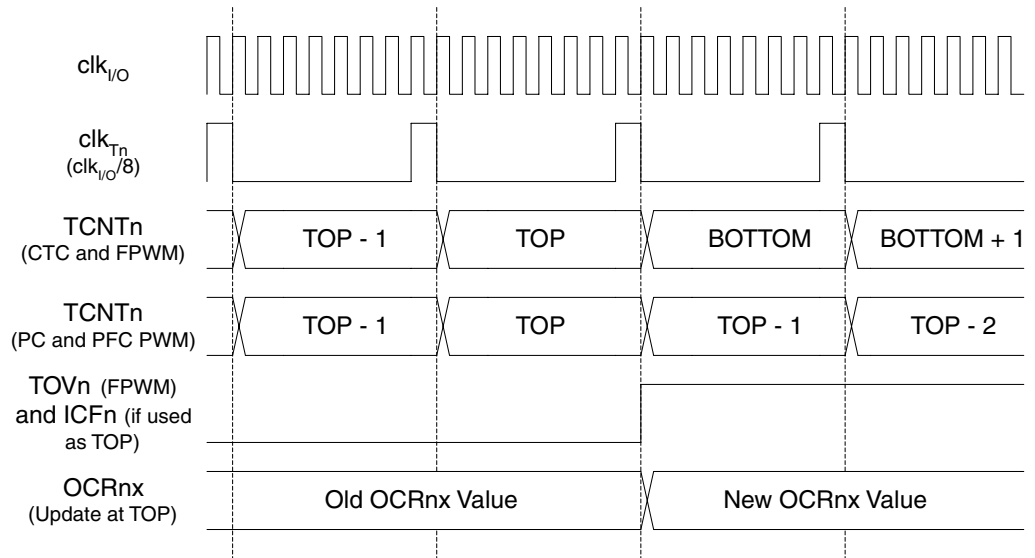 clkI/O
clkTn
(clkI/O/8)
TCNTn
(CTC and FPWM)
TOP - 1
TOP
BOTTOM
BOTTOM + 1
TCNTn
(PC and PFC PWM)
TOP - 1
TOP
TOP - 1
TOP - 2
TOVn (FPWM)
and ICFn (if used
as TOP)
OCRnx
(Update at TOP)
Old OCRnx Value
New OCRnx Value